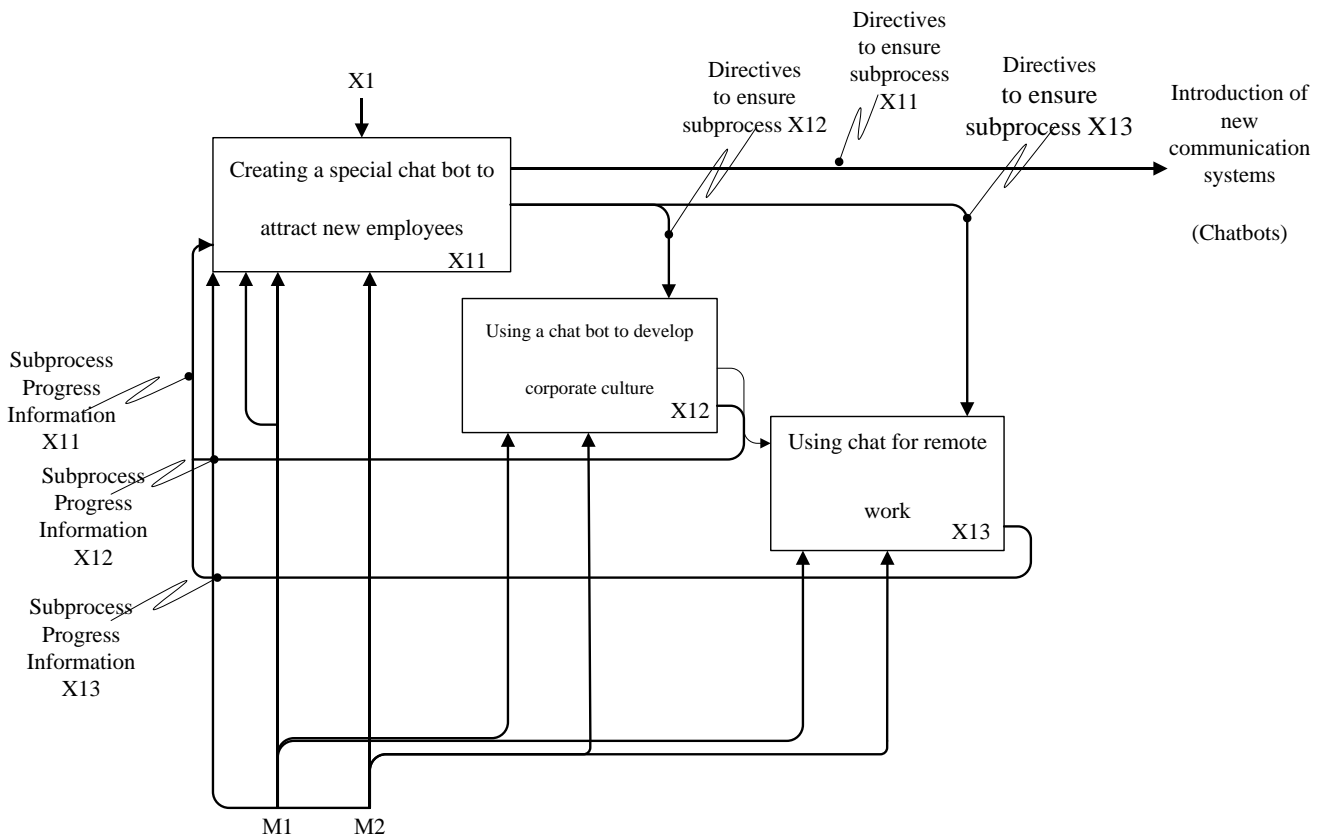 Directives
to ensure
subprocess
X11
Directives
to ensure
subprocess X12
Directives
to ensure
subprocess X13
Introduction of
new
communication
systems
(Chatbots)
X1
Creating a special chat bot to
attract new employees
X11
Using a chat bot to develop
corporate culture
X12
Using chat for remote
work
X13
Subprocess
Progress
Information
X11
Subprocess
Progress
Information
X12
Subprocess
Progress
Information
X13
M1
M2